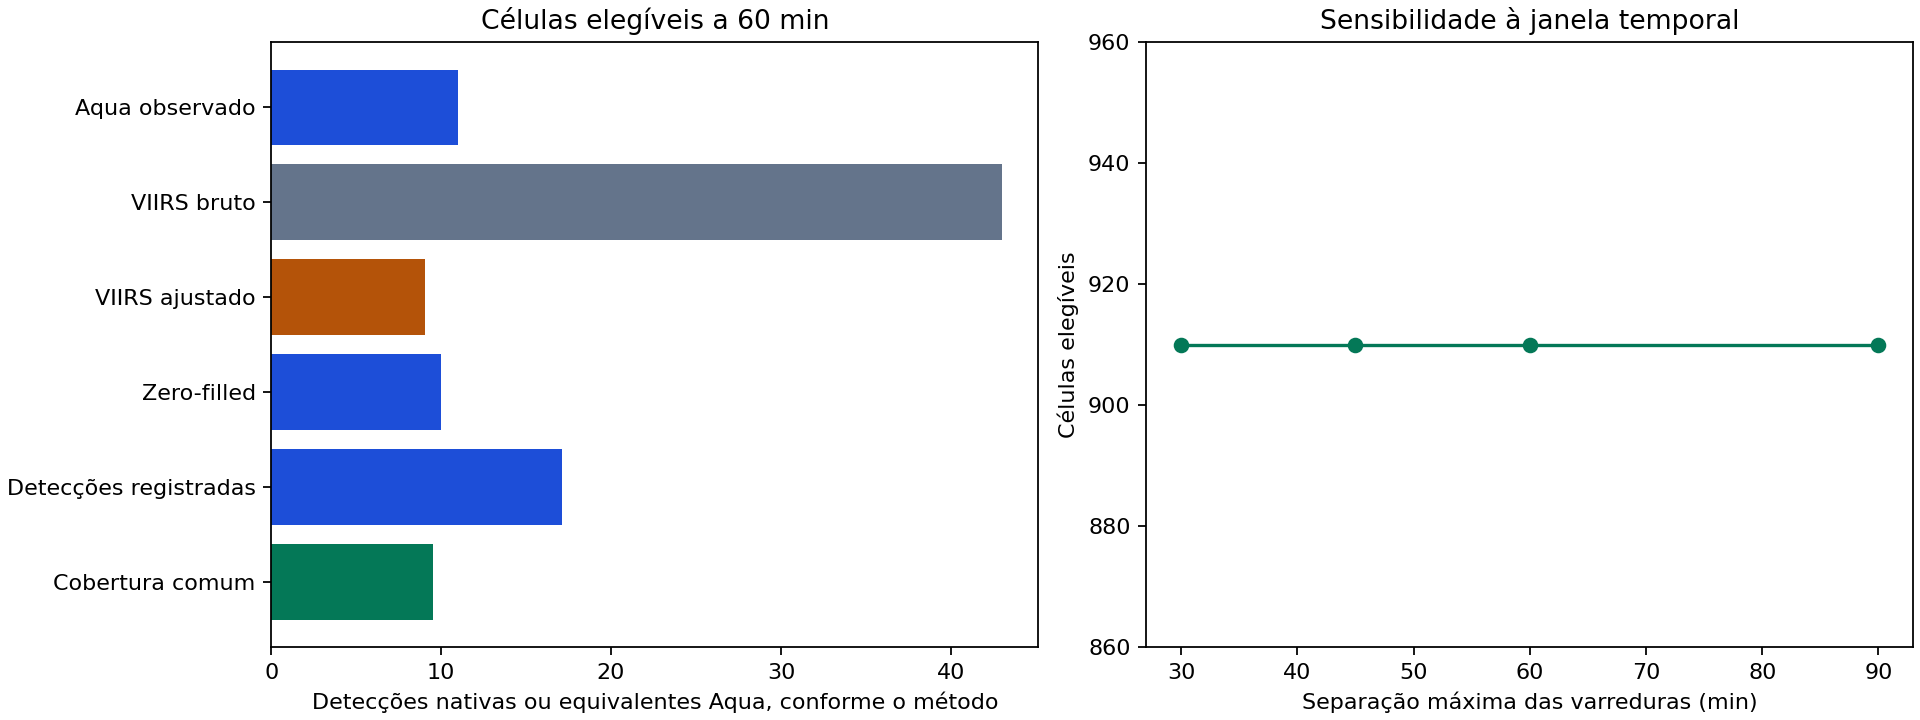 Células elegíveis a 60 min
Aqua observado
VIIRS bruto
VIIRS ajustado
Zero-filled
Detecções registradas
Cobertura comum
0 10 20 30 40
Detecções nativas ou equivalentes Aqua, conforme o método
Sensibilidade à janela temporal
Células elegíveis
960
940
920
900
880
860
30 40 50 60 70 80 90
Separação máxima das varreduras (min)